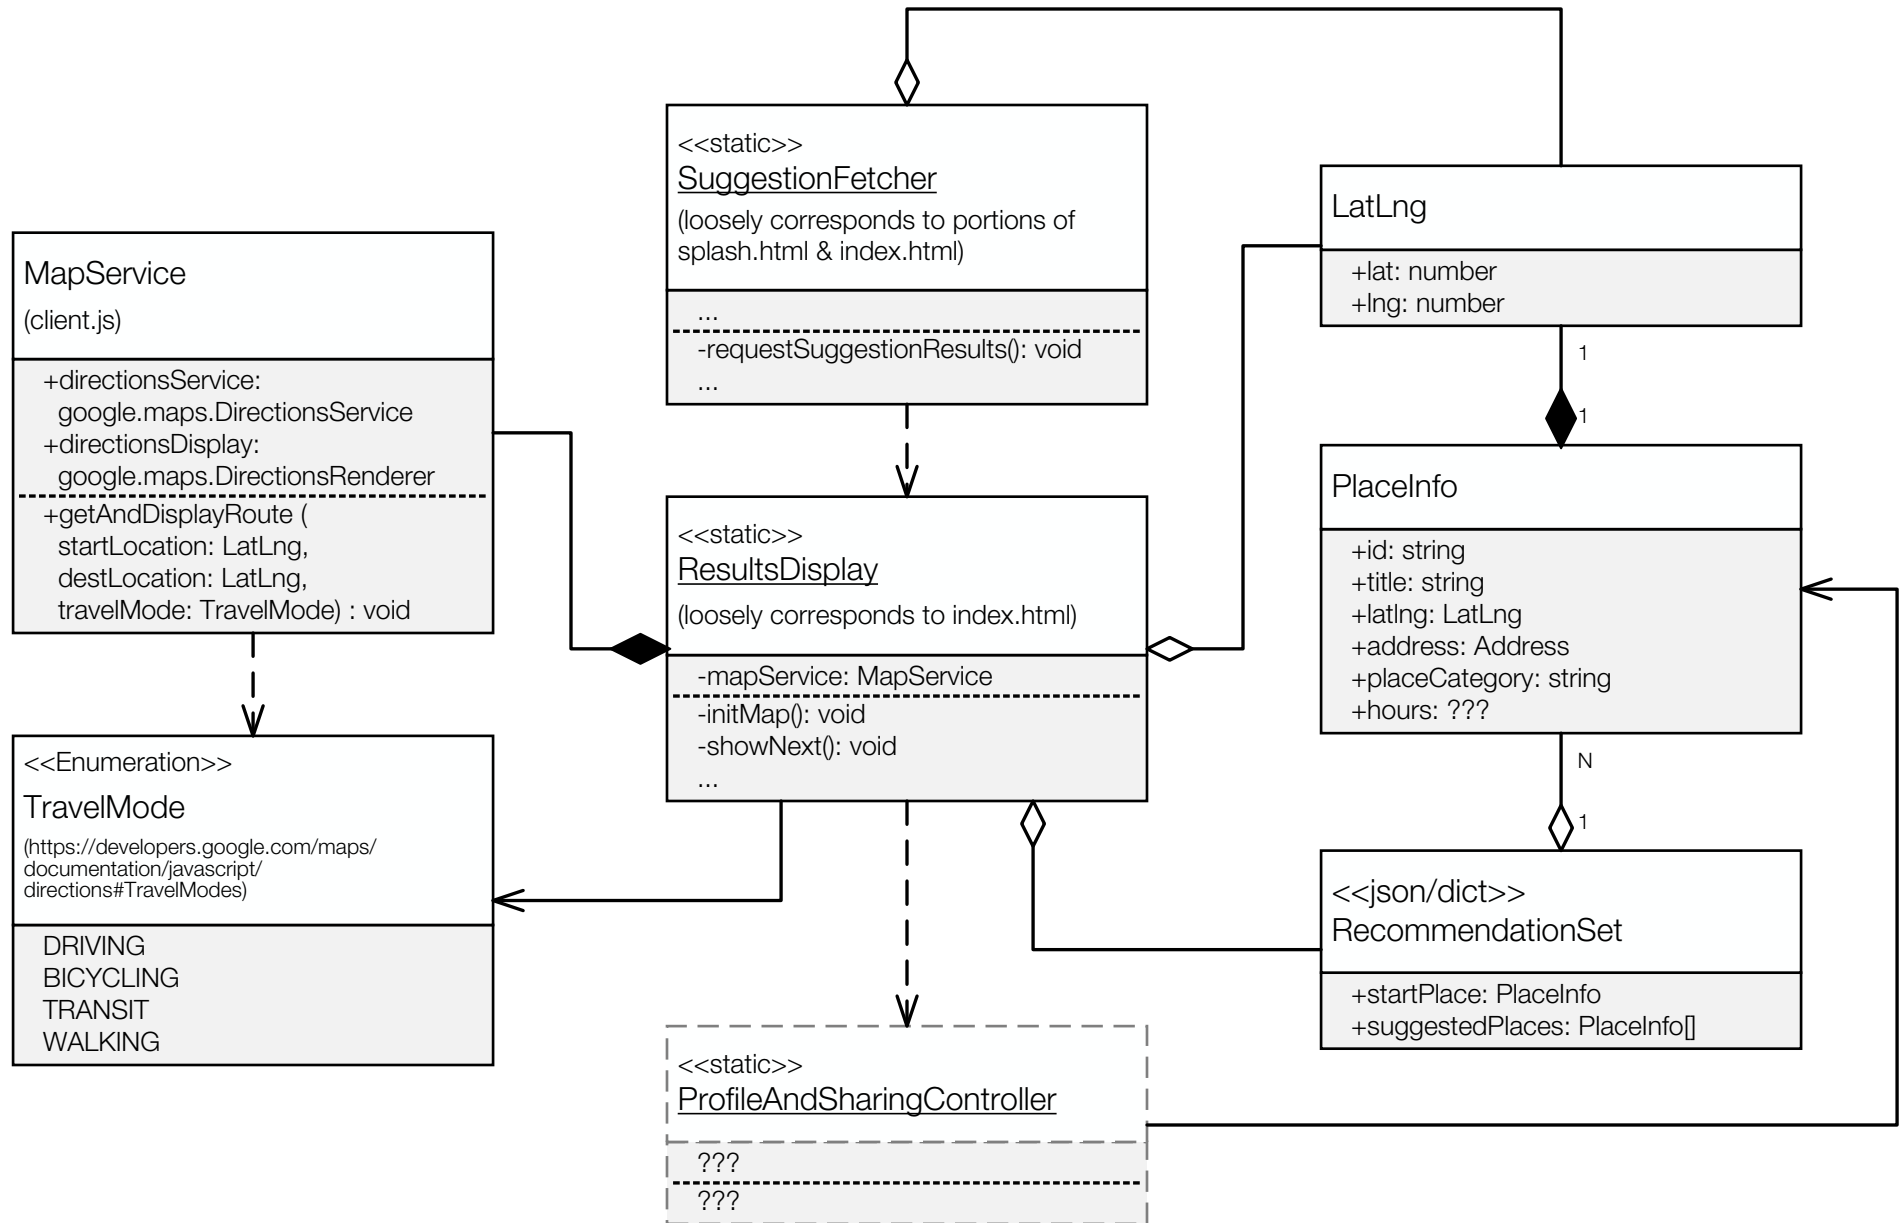 <<static>>
SuggestionFetcher
(loosely corresponds to portions of
splash.html & index.html)
...
-requestSuggestionResults(): void
...
LatLng
+lat: number
+lng: number
1
1
MapService
(client.js)
+directionsService:
google.maps.DirectionsService
+directionsDisplay:
google.maps.DirectionsRenderer
+getAndDisplayRoute (
startLocation: LatLng,
destLocation: LatLng,
travelMode: TravelMode) : void
<<static>>
ResultsDisplay
(loosely corresponds to index.html)
-mapService: MapService
-initMap(): void
-showNext(): void
...
PlaceInfo
+id: string
+title: string
+latlng: LatLng
+address: Address
+placeCategory: string
+hours: ???
N
1
<<Enumeration>>
TravelMode
(https://developers.google.com/maps/
documentation/javascript/
directions#TravelModes)
DRIVING
BICYCLING
TRANSIT
WALKING
<<json/dict>>
RecommendationSet
+startPlace: PlaceInfo
+suggestedPlaces: PlaceInfo[]
<<static>>
ProfileAndSharingController
???
???